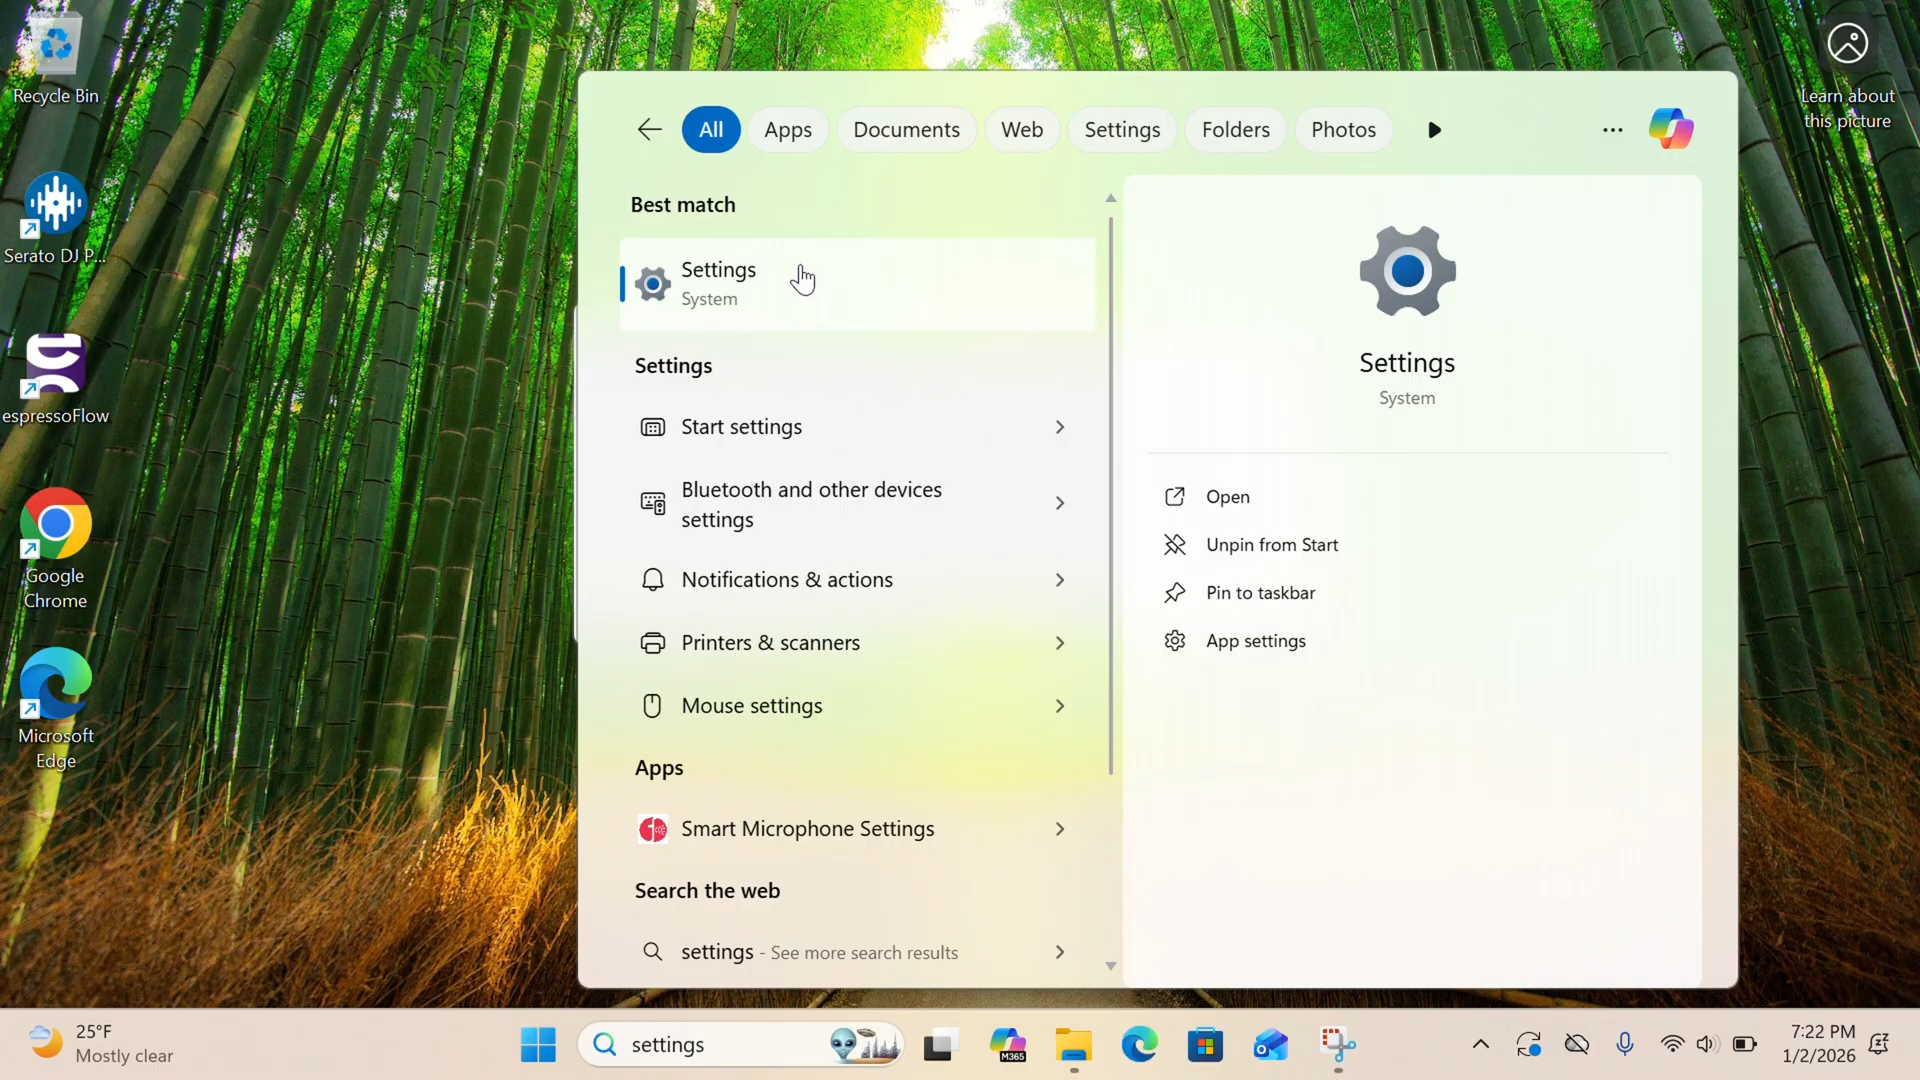 Recycle Bin
Serato DJ P...
espressoFlow
Google
Chrome
Microsoft
Edge
Learn about
this picture
All
Apps
Documents
Web
Settings
Folders
Photos
Best match
Settings
System
Settings
Start settings
Bluetooth and other devices
settings
Notifications & actions
Printers & scanners
Mouse settings
Apps
Smart Microphone Settings
Search the web
settings - See more search results
Settings
System
Open
Unpin from Start
Pin to taskbar
App settings
25°F
Mostly clear
settings
M365
7:22 PM
1/2/2026